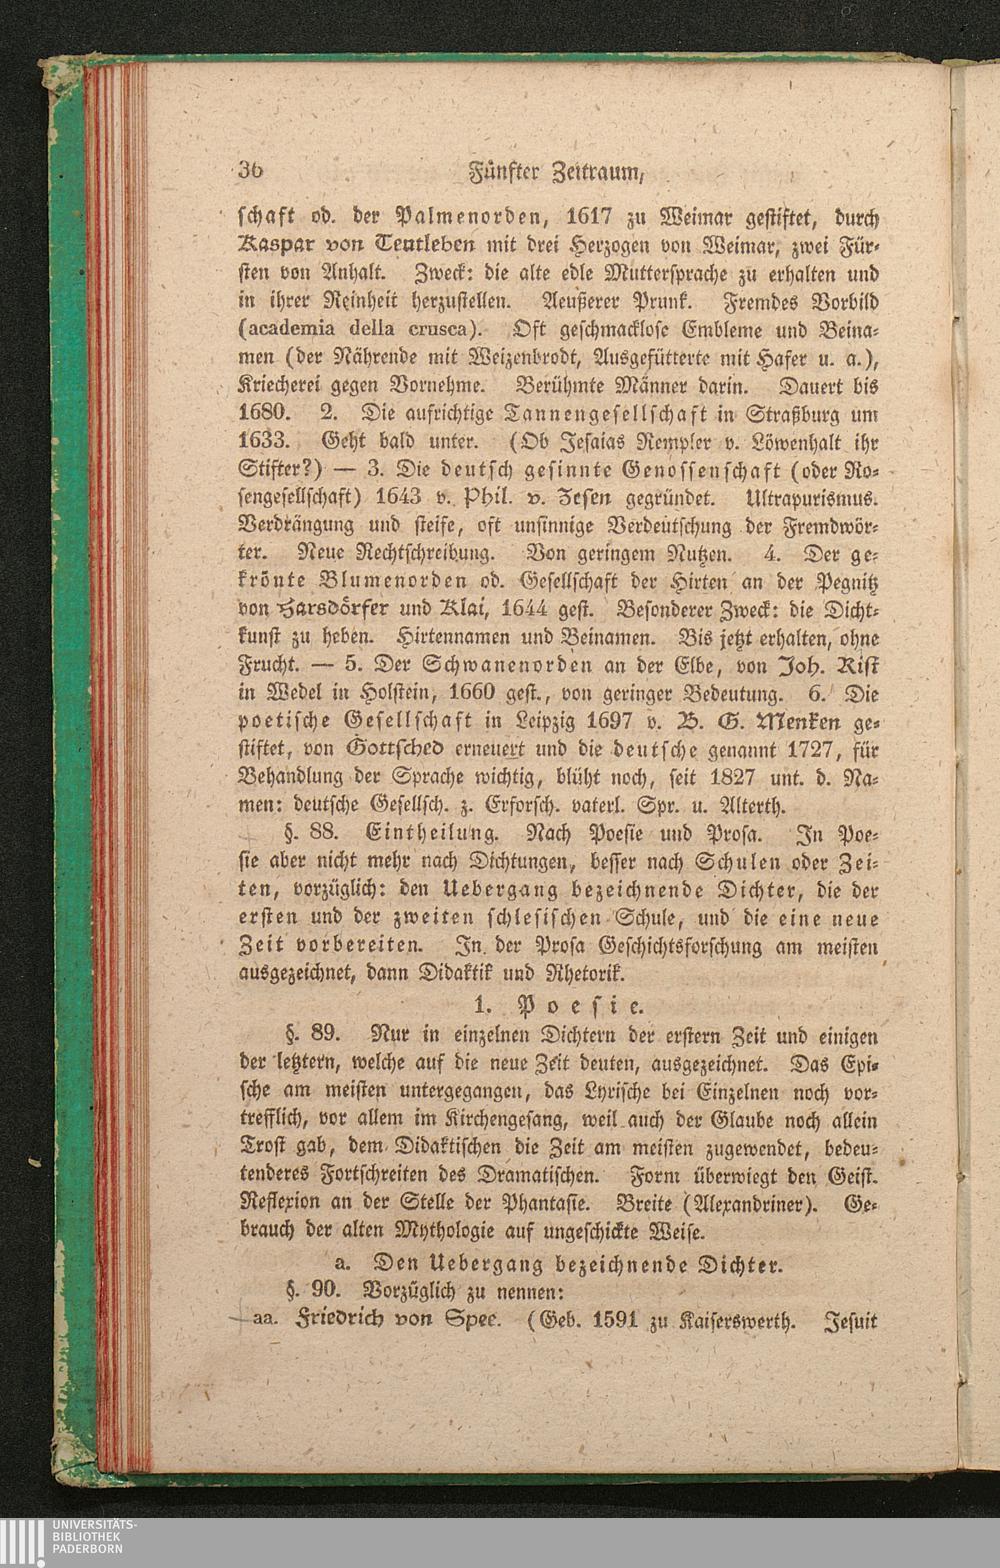 36 Fünfter Zeitraum,
schaft od. der Palmenorden, 1617 zu Weimar gestiftet, durch
Kaspar von Teutleben mit drei Herzogen von Weimar, zwei Für-
sten von Anhalt. Zweck: die alte edle Muttersprache zu erhalten und
in ihrer Reinheit herzustellen. Aeußerer Prunk. Fremdes Vorbild
(academia della crusca). Oft geschmacklose Embleme und Beina-
men (der Nährende mit Weizenbrodt, Ausgefütterte mit Hafer u. a.),
Kriecherei gegen Vornehme. Berühmte Männer darin. Dauert bis
1680. 2. Die aufrichtige Tannengesellschaft in Straßburg um
1633. Geht bald unter. (Ob Jesaias Rempler v. Löwenhalt ihr
Stifter?) — 3. Die deutsch gesinnte Genossenschaft (oder Ro-
sengesellschaft) 1643 v. Phil. v. Zesen gegründet. Ultrapurismus.
Verdrängung und steife, oft unsinnige Verdeutschung der Fremdwör-
ter. Neue Rechtschreibung. Von geringem Nutzen. 4. Der ge-
krönte Blumenorden od. Gesellschaft der Hirten an der Pegnitz
von Harsdörfer und Klai, 1644 gest. Besonderer Zweck: die Dicht-
kunst zu heben. Hirtennamen und Beinamen. Bis jetzt erhalten, ohne
Frucht. — 5. Der Schwanenorden an der Elbe, von Joh. Rist
in Wedel in Holstein, 1660 gest., von geringer Bedeutung. 6. Die
poetische Gesellschaft in Leipzig 1697 v. B. G. Menken ge-
stiftet, von Gottsched erneuert und die deutsche genannt 1727, für
Behandlung der Sprache wichtig, blüht noch, seit 1827 unt. d. Na-
men: deutsche Gesellsch. z. Erforsch. vaterl. Spr. u. Alterth.
§. 88. Eintheilung. Nach Poesie und Prosa. In Poe-
sie aber nicht mehr nach Dichtungen, besser nach Schulen oder Zei-
ten, vorzüglich: den Uebergang bezeichnende Dichter, die der
ersten und der zweiten schlesischen Schule, und die eine neue
Zeit vorbereiten. In der Prosa Geschichtsforschung am meisten
ausgezeichnet, dann Didaktik und Rhetorik.
1. Poesie.
§. 89. Nur in einzelnen Dichtern der erstern Zeit und einigen
der letztern, welche auf die neue Zeit deuten, ausgezeichnet. Das Epi-
sche am meisten untergegangen, das Lyrische bei Einzelnen noch vor-
trefflich, vor allem im Kirchengesang, weil auch der Glaube noch allein
Trost gab, dem Didaktischen die Zeit am meisten zugewendet, bedeu-
tenderes Fortschreiten des Dramatischen. Form überwiegt den Geist.
Reflexion an der Stelle der Phantasie. Breite (Alexandriner). Ge-
brauch der alten Mythologie auf ungeschickte Weise.
a. Den Uebergang bezeichnende Dichter.
§. 90. Vorzüglich zu nennen:
aa. Friedrich von Spee. (Geb. 1591 zu Kaiserswerth. Jesuit
UNIVERSITÄTS-
BIBLIOTHEK
PADERBORN